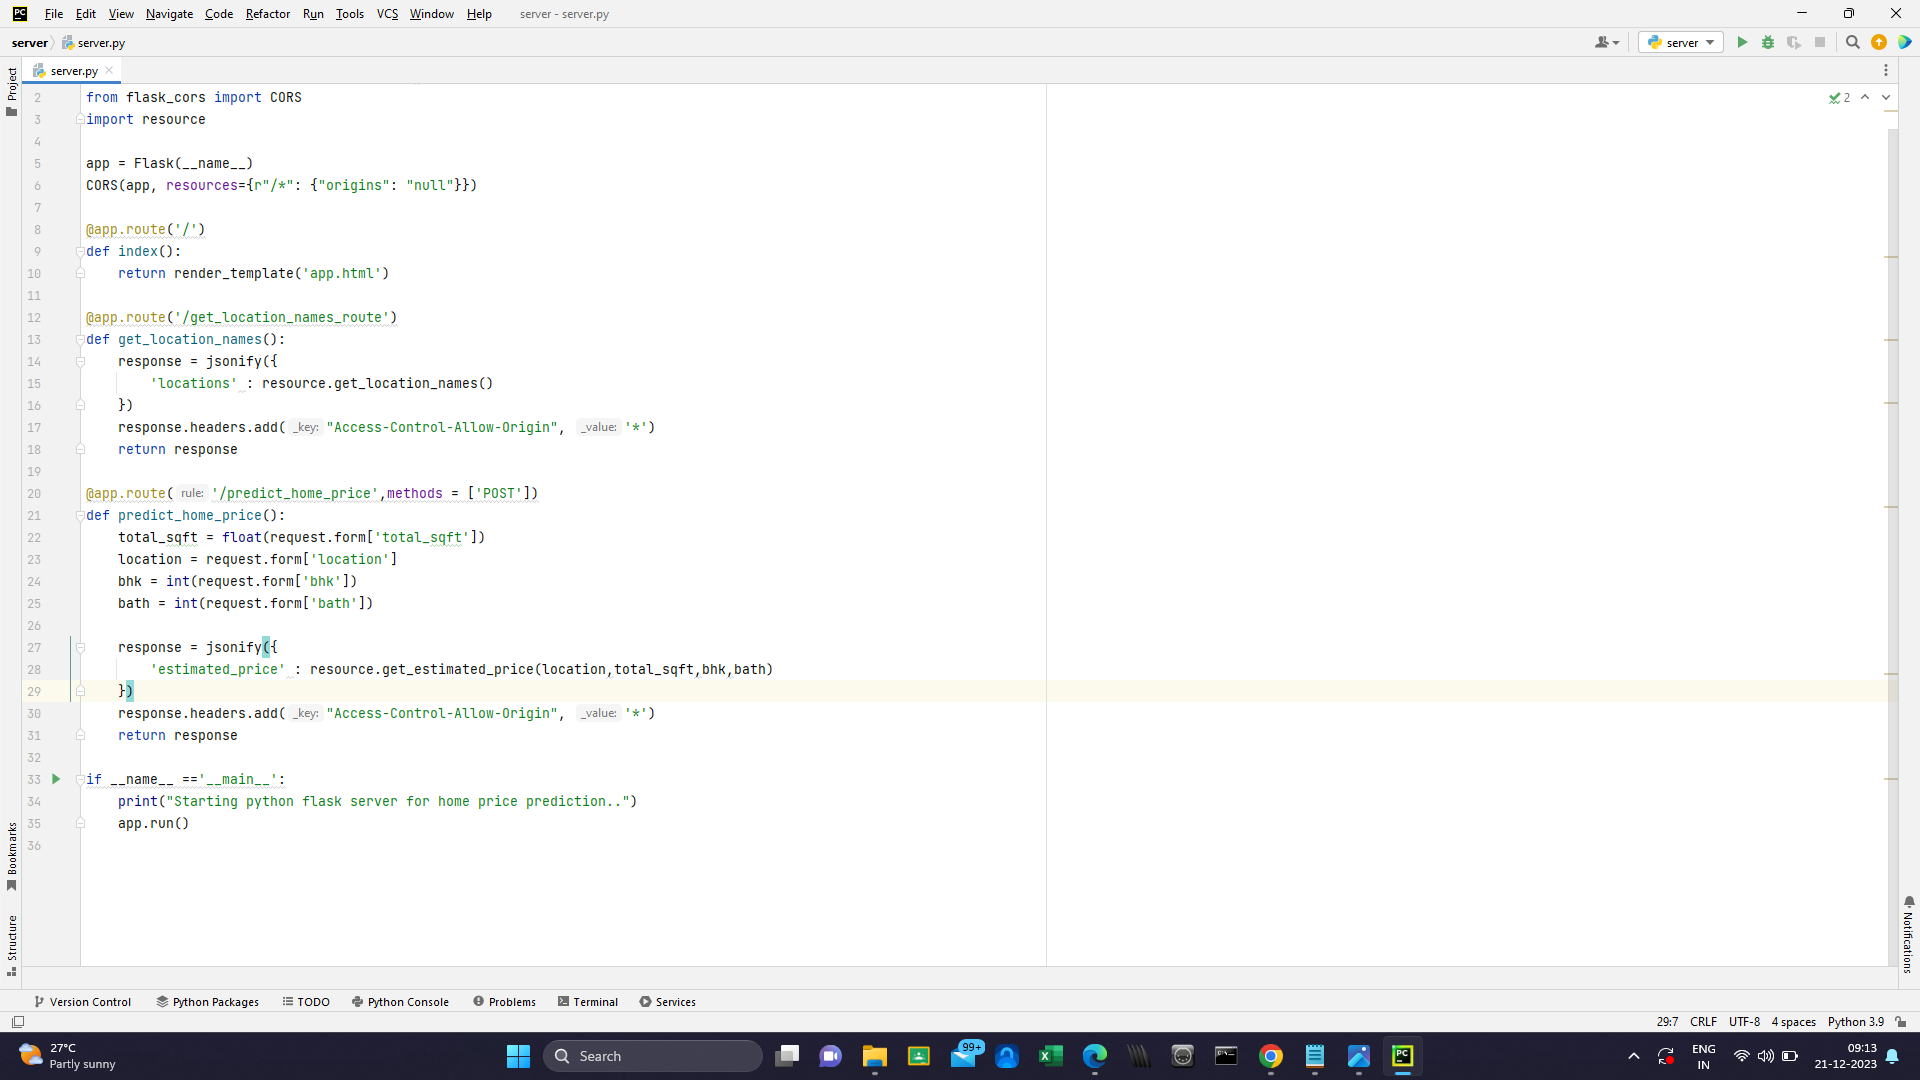 PC File Edit View Navigate Code Refactor Run Tools VCS Window Help server - server.py
server server.py server
server.py
Project
2 from flask_cors import CORS 2
3 import resource
4
5 app = Flask(__name__)
6 CORS(app, resources={r"/*": {"origins": "null"}})
7
8 @app.route('/')
9 def index():
10 return render_template('app.html')
11
12 @app.route('/get_location_names_route')
13 def get_location_names():
14 response = jsonify({
15 'locations' : resource.get_location_names()
16 })
17 response.headers.add( _key: "Access-Control-Allow-Origin", _value: '*')
18 return response
19
20 @app.route( rule: '/predict_home_price',methods = ['POST'])
21 def predict_home_price():
22 total_sqft = float(request.form['total_sqft'])
23 location = request.form['location']
24 bhk = int(request.form['bhk'])
25 bath = int(request.form['bath'])
26
27 response = jsonify({
28 'estimated_price' : resource.get_estimated_price(location,total_sqft,bhk,bath)
29 })
30 response.headers.add( _key: "Access-Control-Allow-Origin", _value: '*')
31 return response
32
33 if __name__ =='__main__':
34 print("Starting python flask server for home price prediction..")
35 app.run()
36
Bookmarks
Structure
Notifications
Version Control Python Packages TODO Python Console Problems Terminal Services
29:7 CRLF UTF-8 4 spaces Python 3.9
27°C
Partly sunny
Search
99+
PC
ENG
IN
09:13
21-12-2023